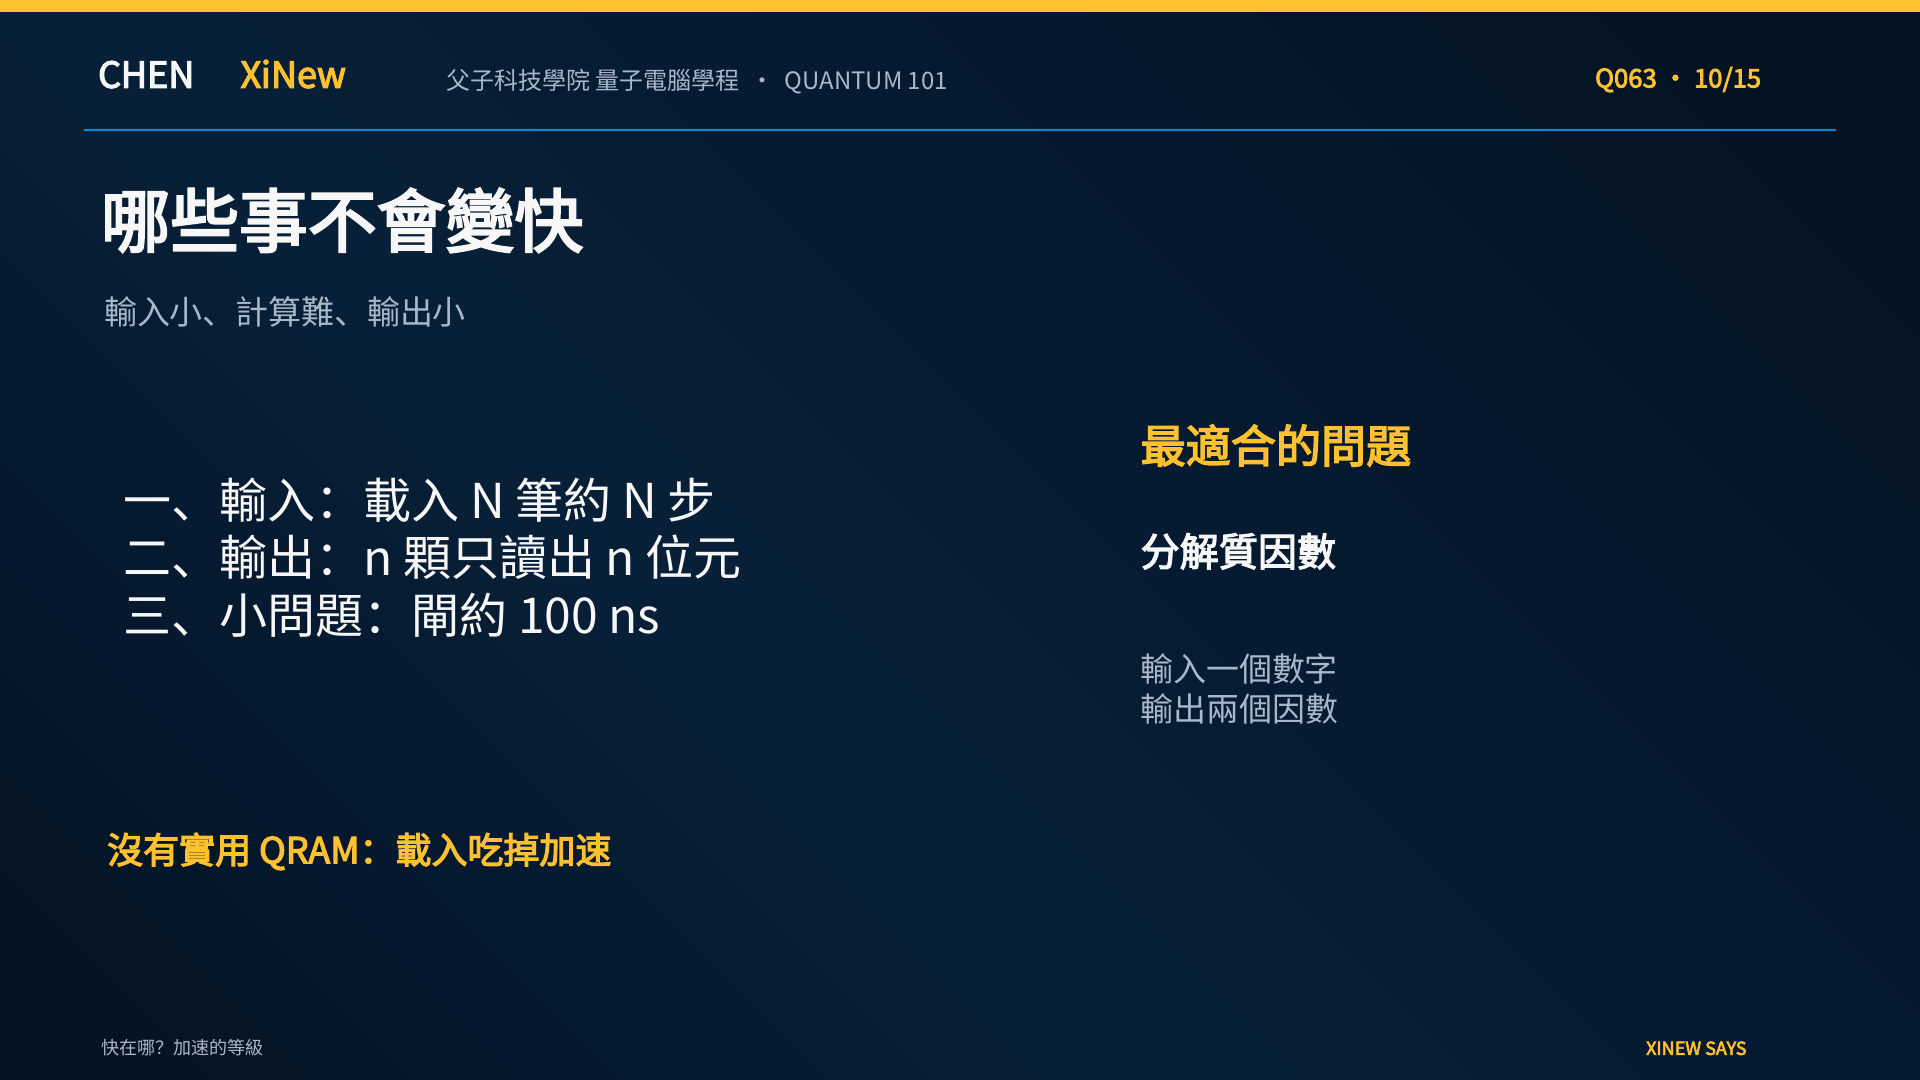 CHEN XiNew 父子科技學院 量子電腦學程 · QUANTUM 101 Q063 · 10/15
哪些事不會變快
輸入小、計算難、輸出小
一、輸入：載入 N 筆約 N 步
二、輸出：n 顆只讀出 n 位元
三、小問題：閘約 100 ns
沒有實用 QRAM：載入吃掉加速
最適合的問題
分解質因數
輸入一個數字
輸出兩個因數
快在哪？加速的等級
XINEW SAYS